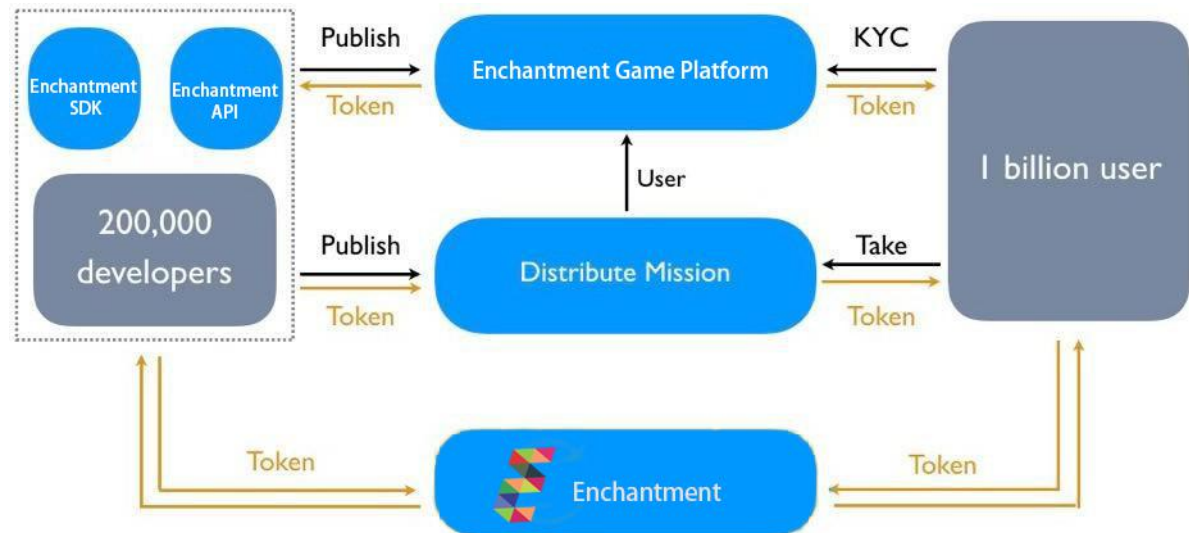 Enchantment
SDK
Enchantment
API
200,000
developers
Publish
Token
Enchantment Game Platform
KYC
Token
1 billion user
User
Publish
Token
Distribute Mission
Take
Token
Token
Enchantment
Token